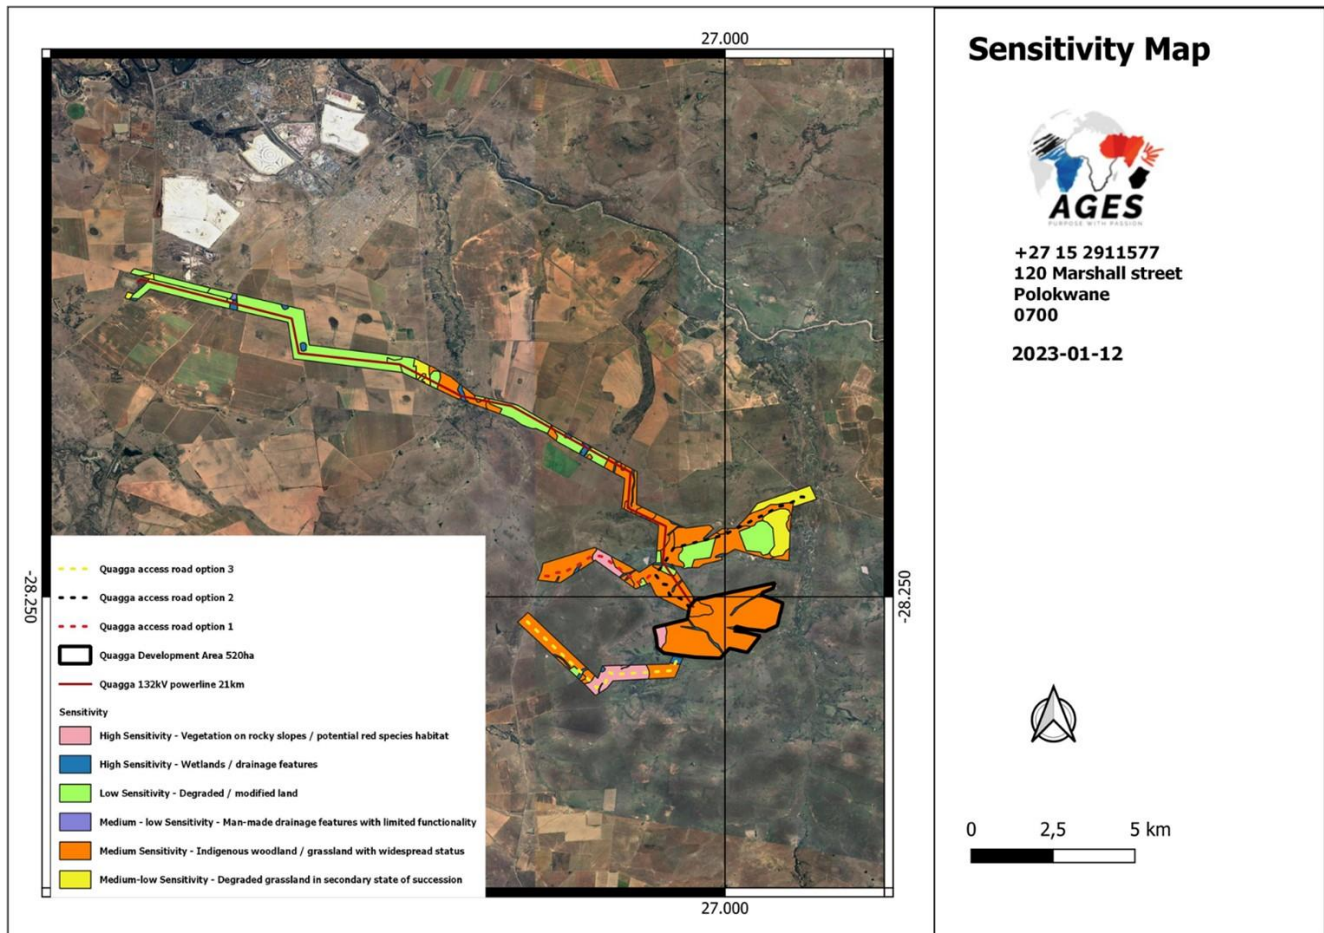 27.000
Sensitivity Map
AGES
PURPOSE WITH PASSION
+27 15 2911577
120 Marshall street
Polokwane
0700
2023-01-12
-28.250
-28.250
Quagga access road option 3
Quagga access road option 2
Quagga access road option 1
Quagga Development Area 520ha
Quagga 132kV powerline 21km
Sensitivity
High Sensitivity - Vegetation on rocky slopes / potential red species habitat
High Sensitivity - Wetlands / drainage features
Low Sensitivity - Degraded / modified land
Medium - low Sensitivity - Man-made drainage features with limited functionality
Medium Sensitivity - Indigenous woodland / grassland with widespread status
Medium-low Sensitivity - Degraded grassland in secondary state of succession
0 2,5 5 km
27.000